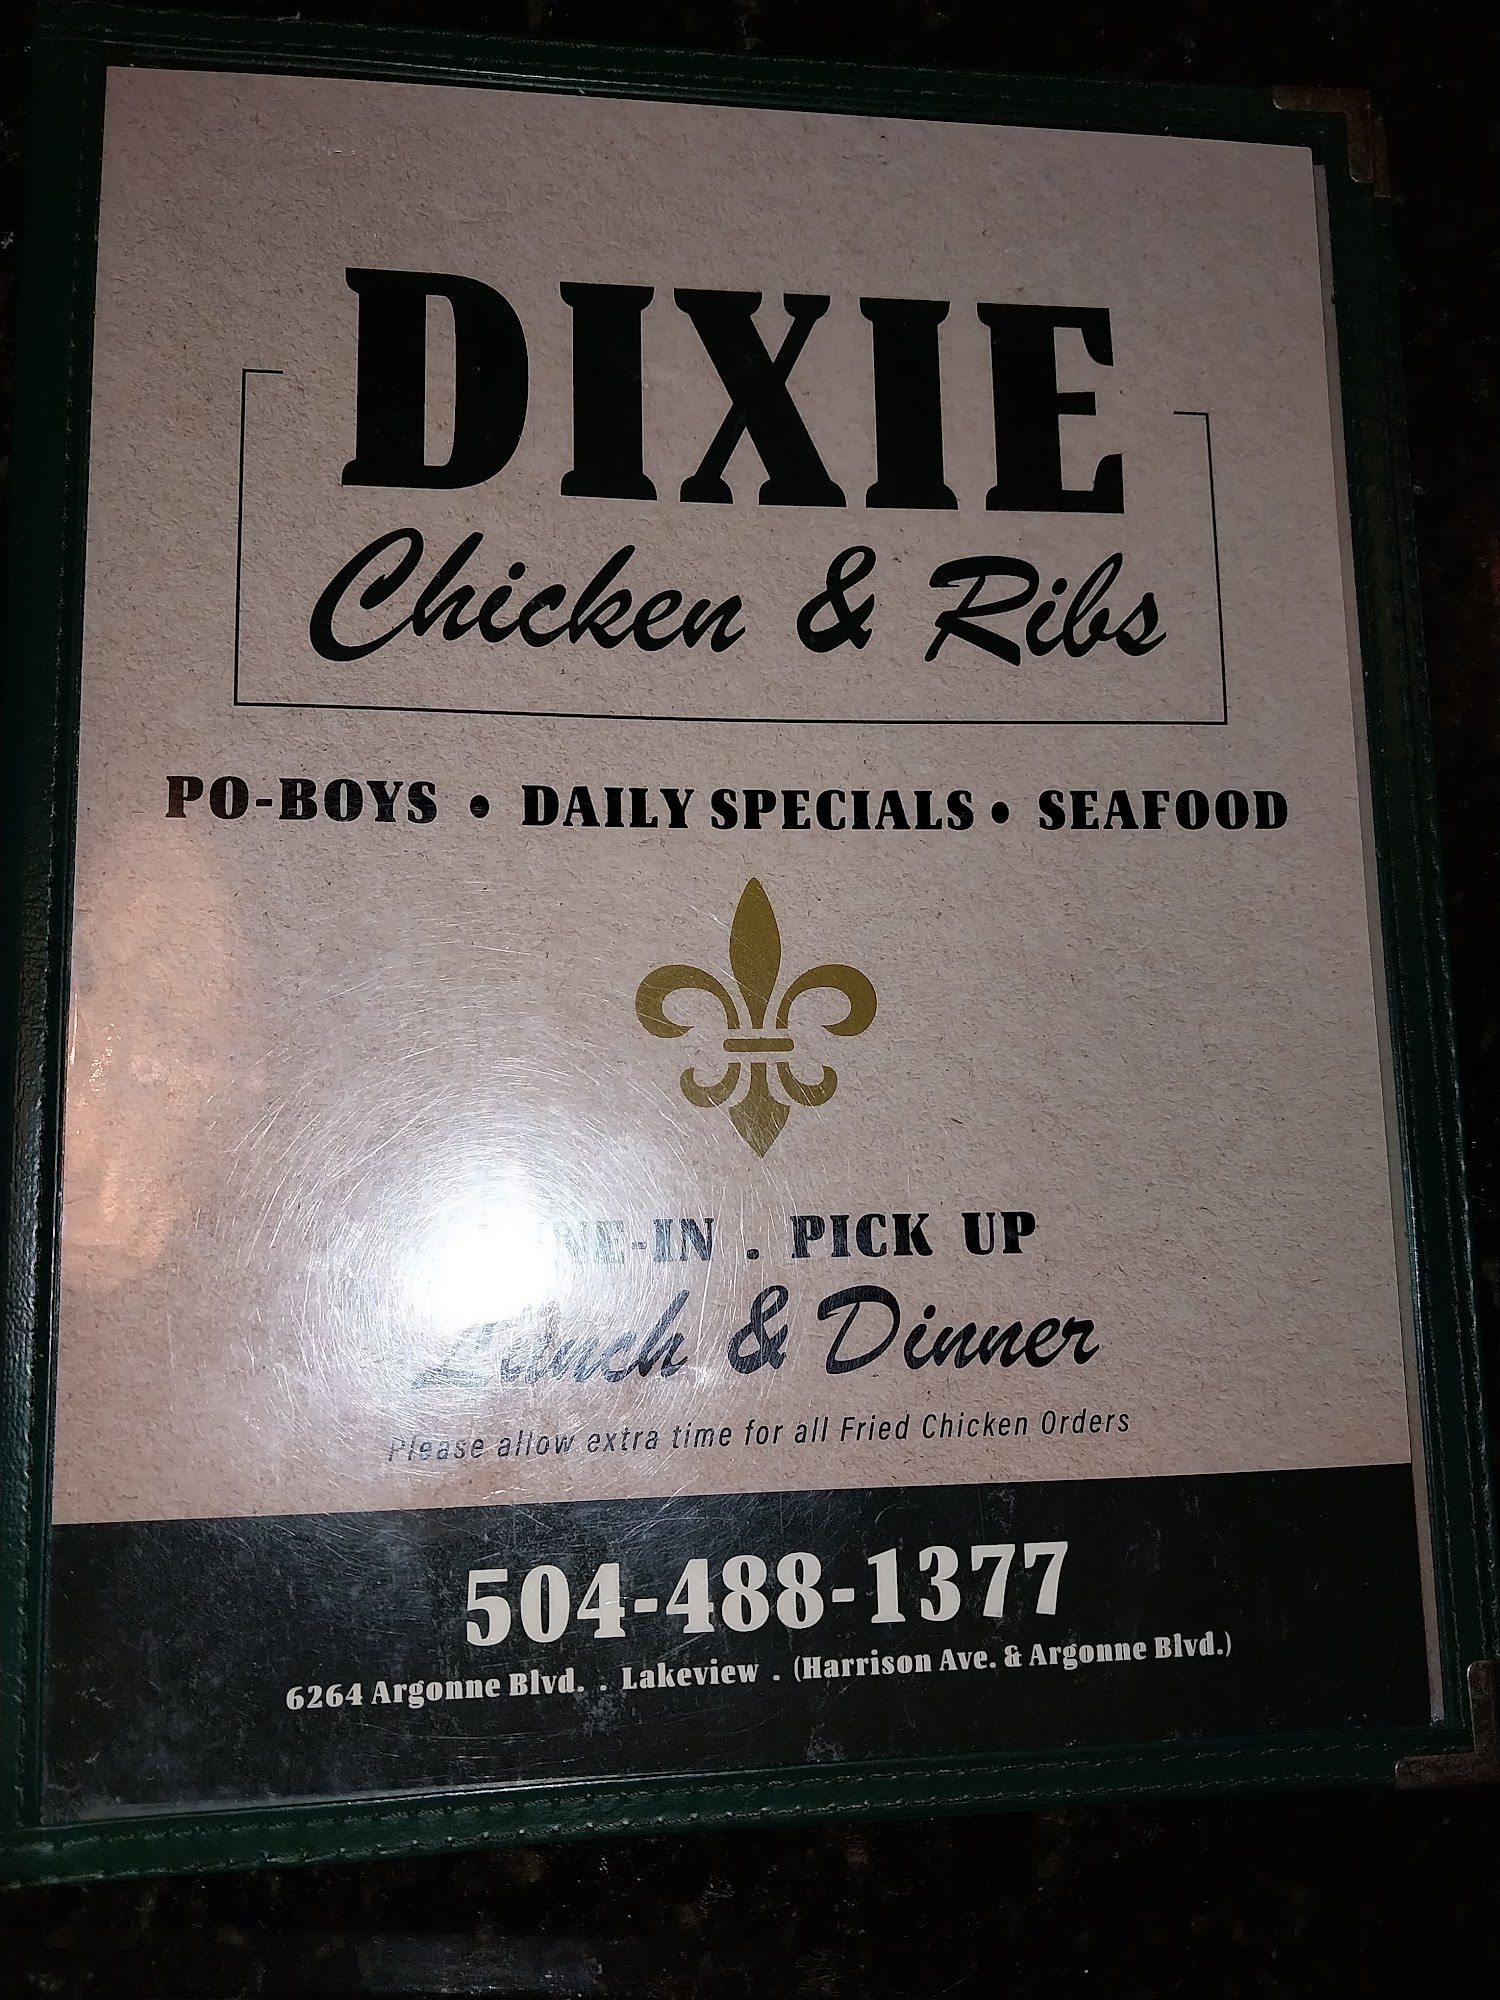 DIXIE
Chicken & Ribs
PO-BOYS • DAILY SPECIALS • SEAFOOD
PICK UP
Lunch & Dinner
Please allow extra time for all Fried Chicken Orders
504-488-1377
6264 Argonne Blvd. . Lakeview . (Harrison Ave. & Argonne Blvd.)